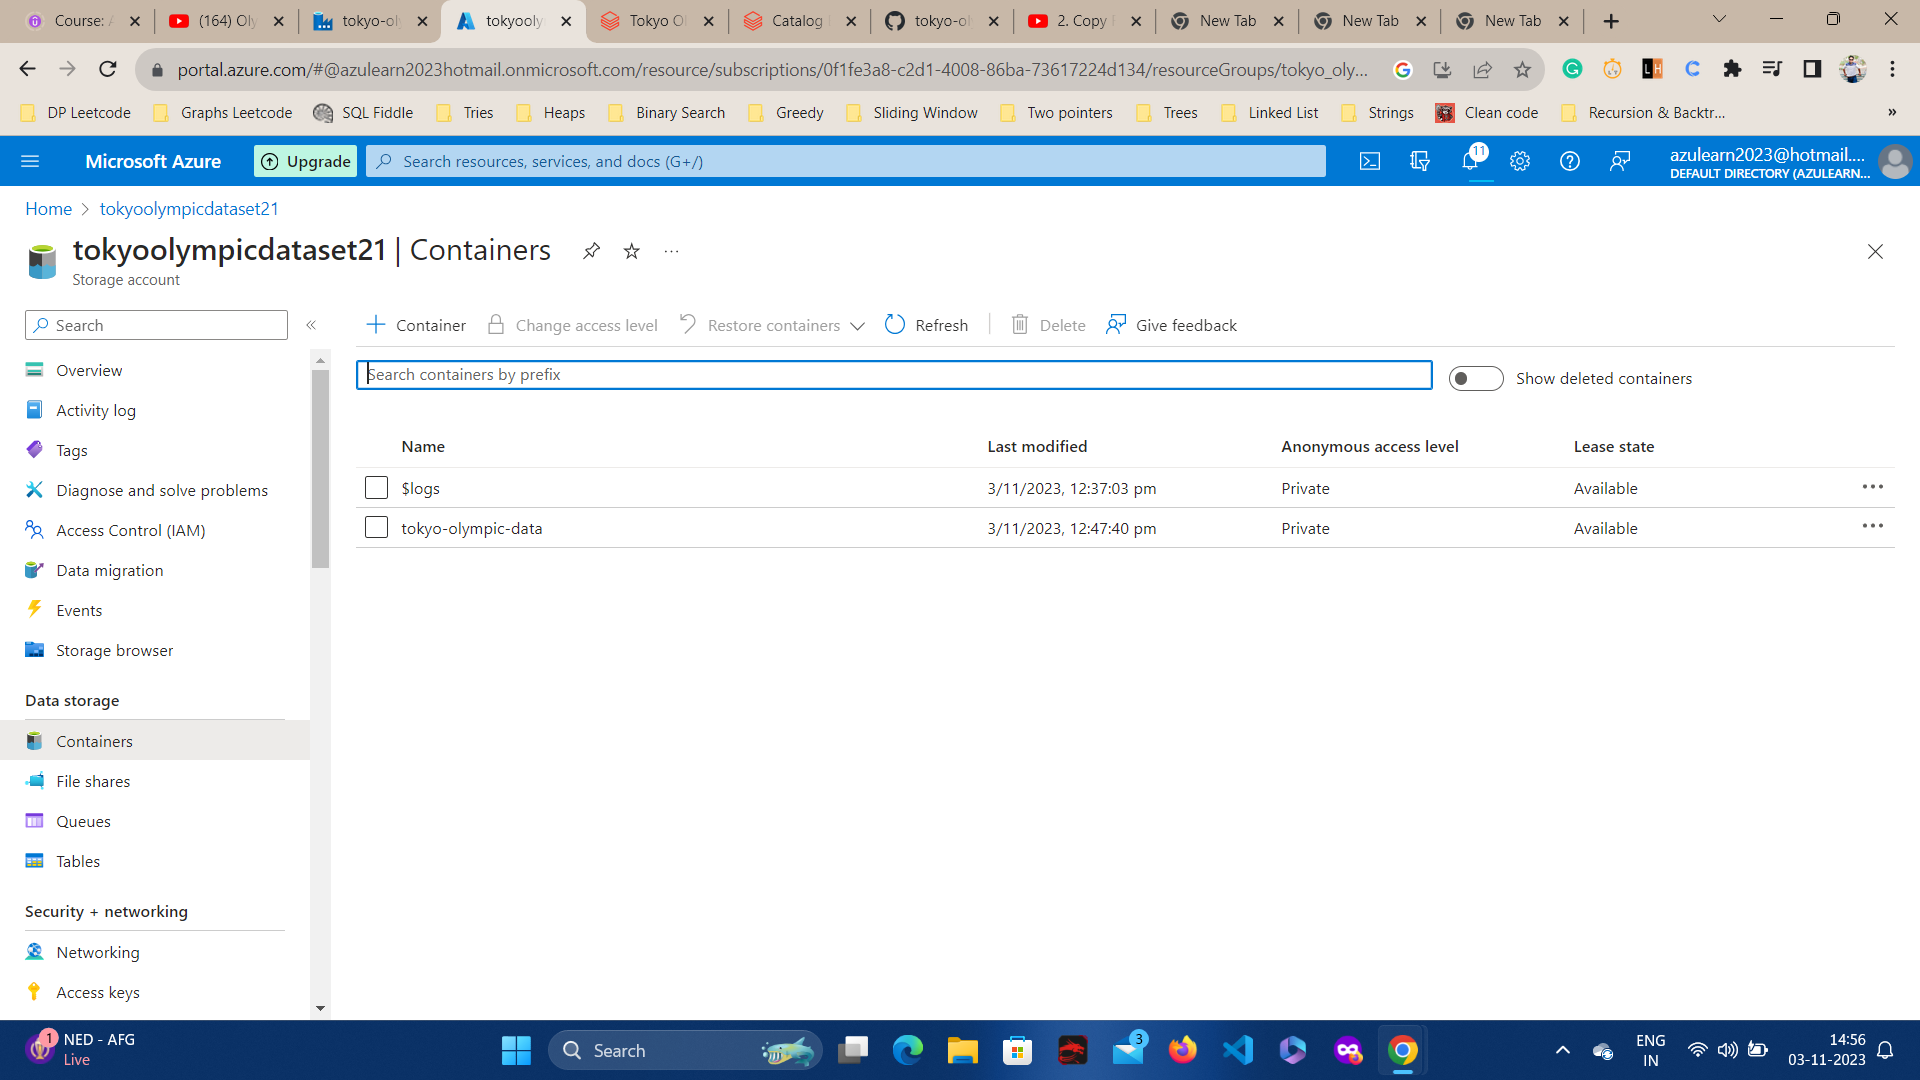 Course: A
(164) Oly
tokyo-oly
tokyooly
Tokyo Ol
Catalog
tokyo-ol
2. Copy
New Tab
New Tab
New Tab
portal.azure.com/#@azulearn2023hotmail.onmicrosoft.com/resource/subscriptions/0f1fe3a8-c2d1-4008-86ba-73617224d134/resourceGroups/tokyo_oly...
DP Leetcode
Graphs Leetcode
SQL Fiddle
Tries
Heaps
Binary Search
Greedy
Sliding Window
Two pointers
Trees
Linked List
Strings
Clean code
Recursion & Backtr...
»
Microsoft Azure
Upgrade
Search resources, services, and docs (G+/)
11
azulearn2023@hotmail....
DEFAULT DIRECTORY (AZULEARN...
Home > tokyoolympicdataset21
tokyoolympicdataset21 | Containers
Storage account
Search
Container
Change access level
Restore containers
Refresh
Delete
Give feedback
Search containers by prefix
Show deleted containers
Name Last modified Anonymous access level Lease state
$logs 3/11/2023, 12:37:03 pm Private Available
tokyo-olympic-data 3/11/2023, 12:47:40 pm Private Available
Overview
Activity log
Tags
Diagnose and solve problems
Access Control (IAM)
Data migration
Events
Storage browser
Data storage
Containers
File shares
Queues
Tables
Security + networking
Networking
Access keys
1
NED - AFG
Live
Search
3
ENG
IN
14:56
03-11-2023